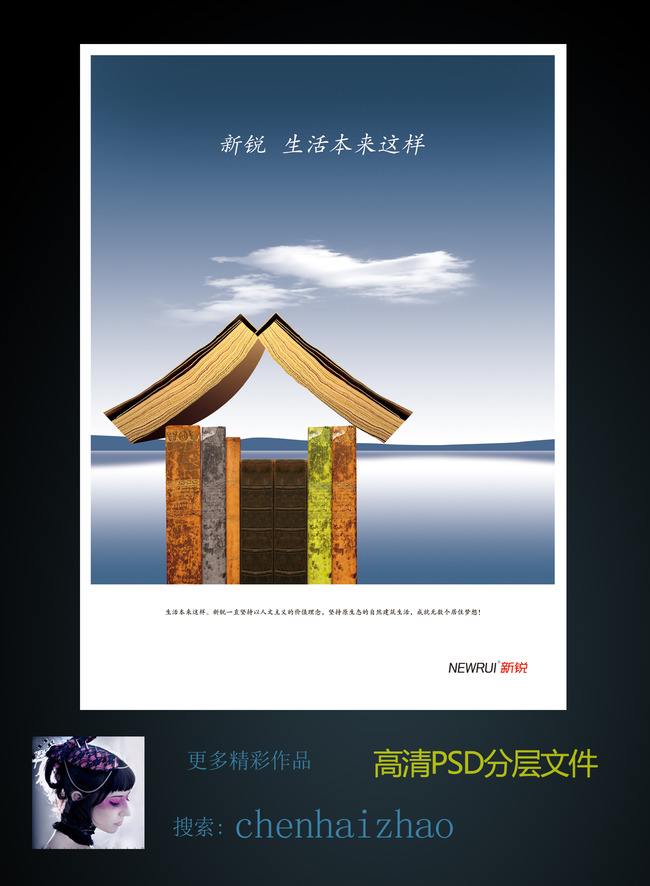 新锐 生活本来这样
生活本来这样。新锐一直坚持以人文主义的价值理念，坚持原生态的自然建筑生活，成就无数个居住梦想！
NEWRUI®新锐
更多精彩作品
高清PSD分层文件
搜索：chenhaizhao